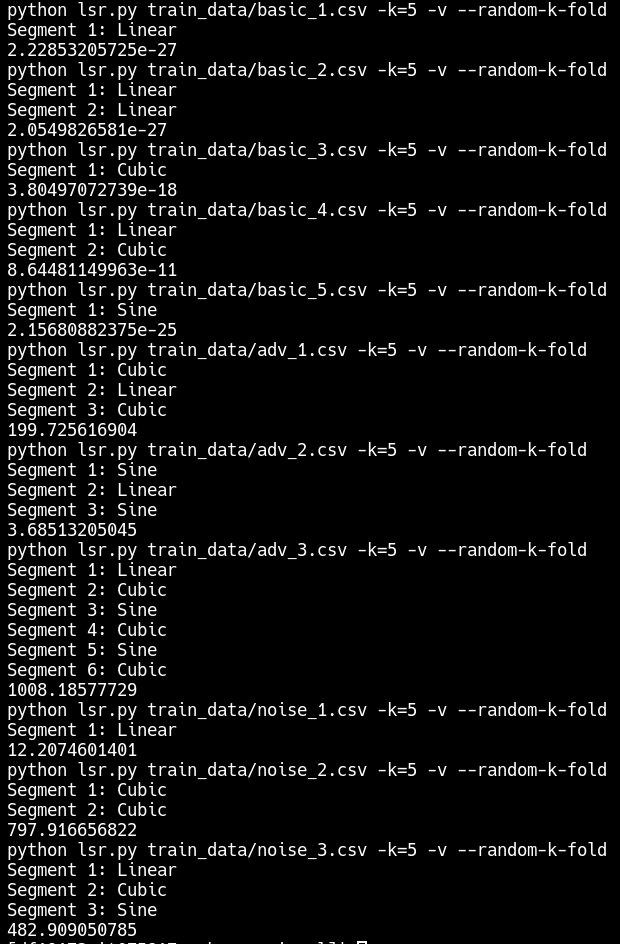 python lsr.py train_data/basic_1.csv -k=5 -v --random-k-fold
Segment 1: Linear
2.22853205725e-27
python lsr.py train_data/basic_2.csv -k=5 -v --random-k-fold
Segment 1: Linear
Segment 2: Linear
2.0549826581e-27
python lsr.py train_data/basic_3.csv -k=5 -v --random-k-fold
Segment 1: Cubic
3.80497072739e-18
python lsr.py train_data/basic_4.csv -k=5 -v --random-k-fold
Segment 1: Linear
Segment 2: Cubic
8.64481149963e-11
python lsr.py train_data/basic_5.csv -k=5 -v --random-k-fold
Segment 1: Sine
2.15680882375e-25
python lsr.py train_data/adv_1.csv -k=5 -v --random-k-fold
Segment 1: Cubic
Segment 2: Linear
Segment 3: Cubic
199.725616904
python lsr.py train_data/adv_2.csv -k=5 -v --random-k-fold
Segment 1: Sine
Segment 2: Linear
Segment 3: Sine
3.68513205045
python lsr.py train_data/adv_3.csv -k=5 -v --random-k-fold
Segment 1: Linear
Segment 2: Cubic
Segment 3: Sine
Segment 4: Cubic
Segment 5: Sine
Segment 6: Cubic
1008.18577729
python lsr.py train_data/noise_1.csv -k=5 -v --random-k-fold
Segment 1: Linear
12.2074601401
python lsr.py train_data/noise_2.csv -k=5 -v --random-k-fold
Segment 1: Cubic
Segment 2: Cubic
797.916656822
python lsr.py train_data/noise_3.csv -k=5 -v --random-k-fold
Segment 1: Linear
Segment 2: Cubic
Segment 3: Sine
482.909050785